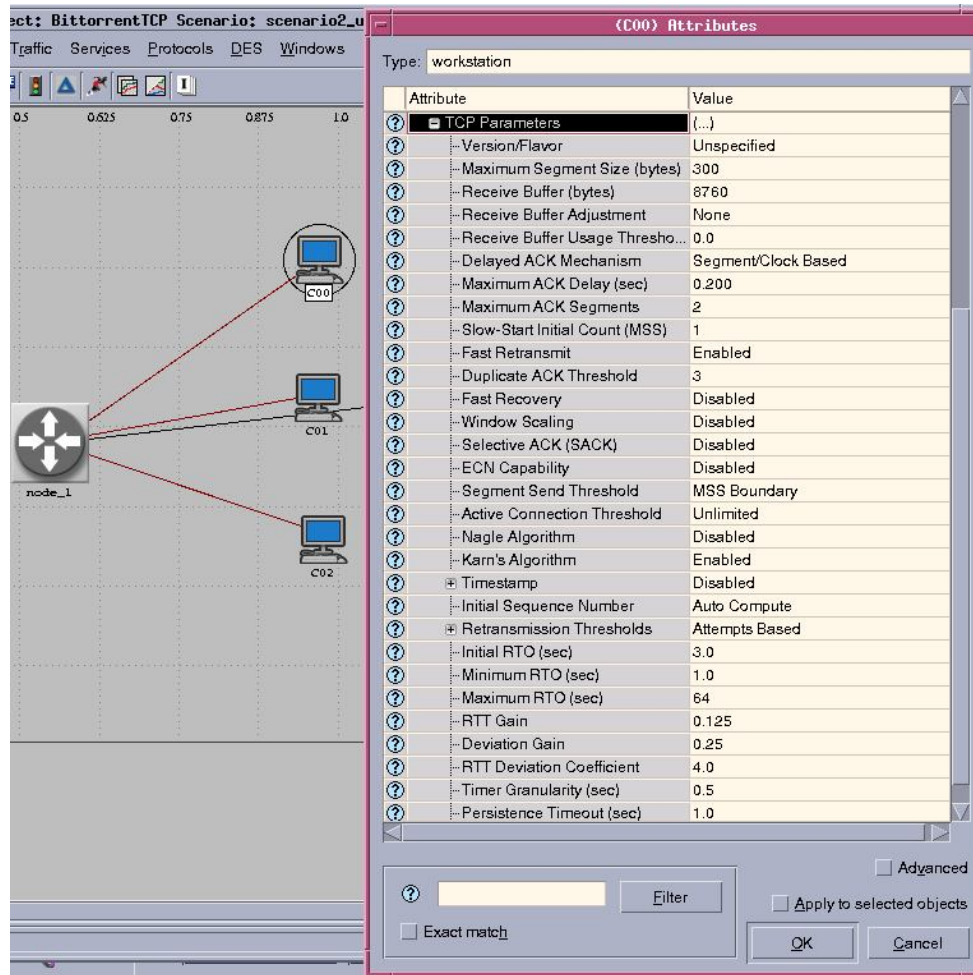 ect: BittorrentTCP Scenario: scenario2_u
Traffic Services Protocols DES Windows
0.5 0.625 0.75 0.875 1.0
C00
C01
node_1
C02
(C00) Attributes
Type: workstation
Attribute Value
TCP Parameters (...)
Version/Flavor Unspecified
Maximum Segment Size (bytes) 300
Receive Buffer (bytes) 8760
Receive Buffer Adjustment None
Receive Buffer Usage Thresho... 0.0
Delayed ACK Mechanism Segment/Clock Based
Maximum ACK Delay (sec) 0.200
Maximum ACK Segments 2
Slow-Start Initial Count (MSS) 1
Fast Retransmit Enabled
Duplicate ACK Threshold 3
Fast Recovery Disabled
Window Scaling Disabled
Selective ACK (SACK) Disabled
ECN Capability Disabled
Segment Send Threshold MSS Boundary
Active Connection Threshold Unlimited
Nagle Algorithm Disabled
Karn's Algorithm Enabled
Timestamp Disabled
Initial Sequence Number Auto Compute
Retransmission Thresholds Attempts Based
Initial RTO (sec) 3.0
Minimum RTO (sec) 1.0
Maximum RTO (sec) 64
RTT Gain 0.125
Deviation Gain 0.25
RTT Deviation Coefficient 4.0
Timer Granularity (sec) 0.5
Persistence Timeout (sec) 1.0
Advanced
Filter
Apply to selected objects
Exact match
OK Cancel